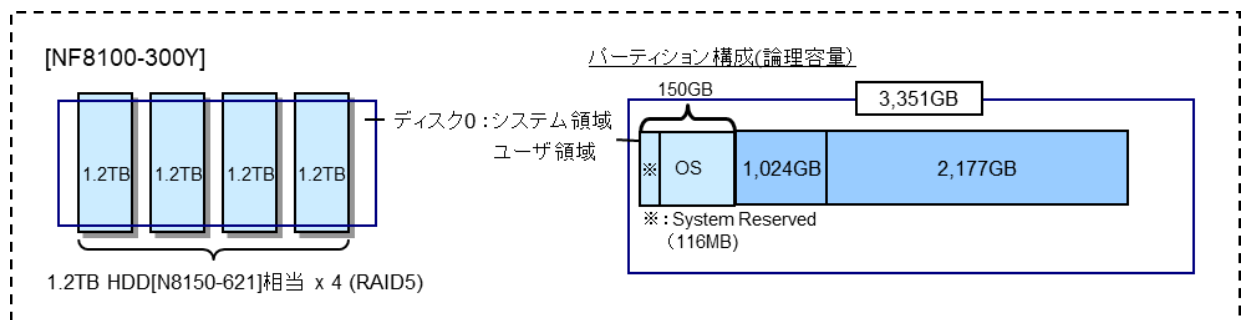 [NF8100-300Y]
1.2TB 1.2TB 1.2TB 1.2TB
ディスク0：システム領域
ユーザ領域
1.2TB HDD[N8150-621]相当 x 4 (RAID5)
パーティション構成(論理容量)
150GB
3,351GB
※ OS 1,024GB 2,177GB
※：System Reserved
（116MB）